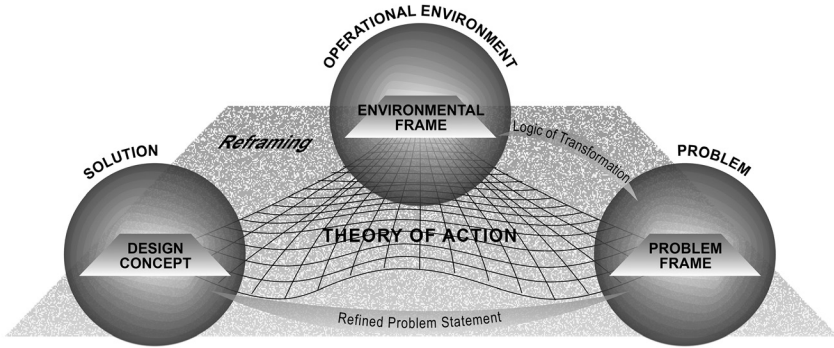 OPERATIONAL ENVIRONMENT
ENVIRONMENTAL
FRAME
Reframing
Logic of Transformation
SOLUTION
PROBLEM
THEORY OF ACTION
DESIGN
CONCEPT
PROBLEM
FRAME
Refined Problem Statement